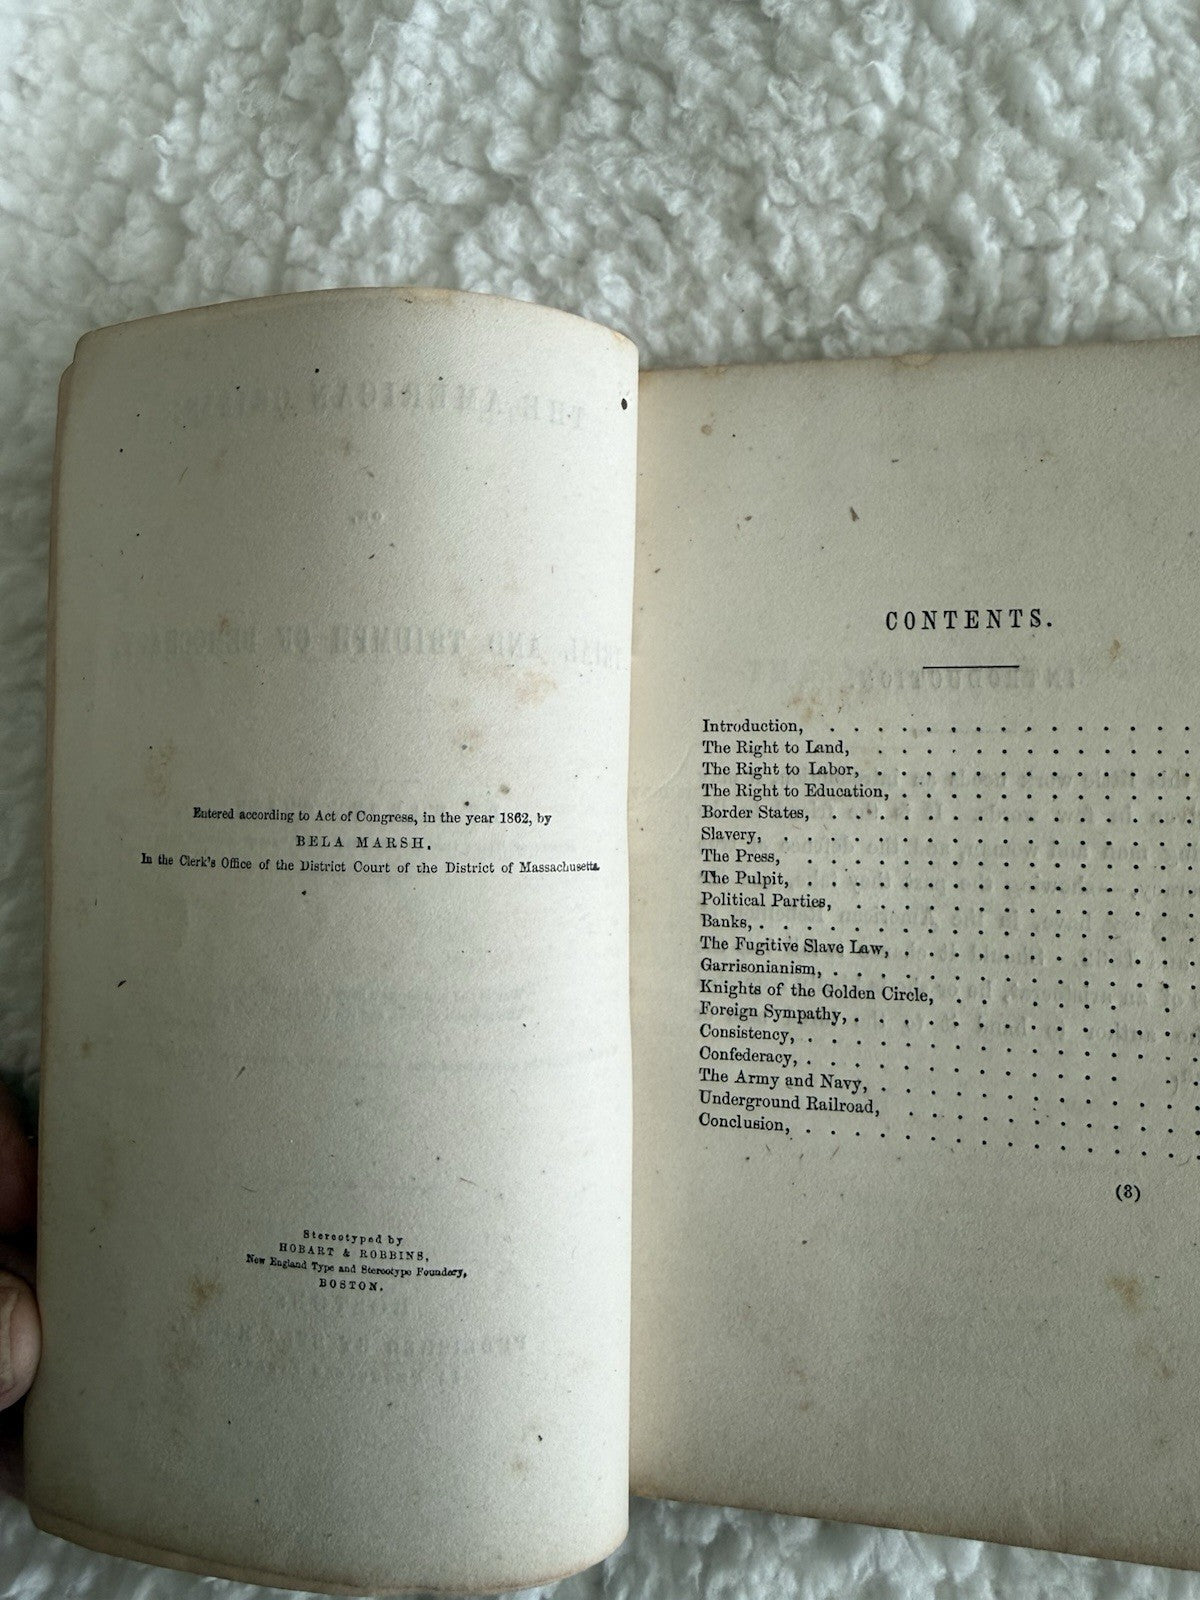 Entered according to Act of Congress, in the year 1862, by
BELA MARSH,
In the Clerk's Office of the District Court of the District of Massachusetts.
Stereotyped by
HOBART & ROBBINS,
New England Type and Stereotype Foundery,
BOSTON.
CONTENTS.
Introduction, . . . . . . . . . . . . . . .
The Right to Land, . . . . . . . . . . . . .
The Right to Labor, . . . . . . . . . . . . .
The Right to Education, . . . . . . . . . . . .
Border States, . . . . . . . . . . . . . . .
Slavery, . . . . . . . . . . . . . . . . .
The Press, . . . . . . . . . . . . . . . .
The Pulpit, . . . . . . . . . . . . . . . .
Political Parties, . . . . . . . . . . . . . .
Banks, . . . . . . . . . . . . . . . . .
The Fugitive Slave Law, . . . . . . . . . . . .
Garrisonianism, . . . . . . . . . . . . . . .
Knights of the Golden Circle, . . . . . . . . . .
Foreign Sympathy, . . . . . . . . . . . . . .
Consistency, . . . . . . . . . . . . . . . .
Confederacy, . . . . . . . . . . . . . . . .
The Army and Navy, . . . . . . . . . . . . .
Underground Railroad, . . . . . . . . . . . .
Conclusion, . . . . . . . . . . . . . . . .
(3)